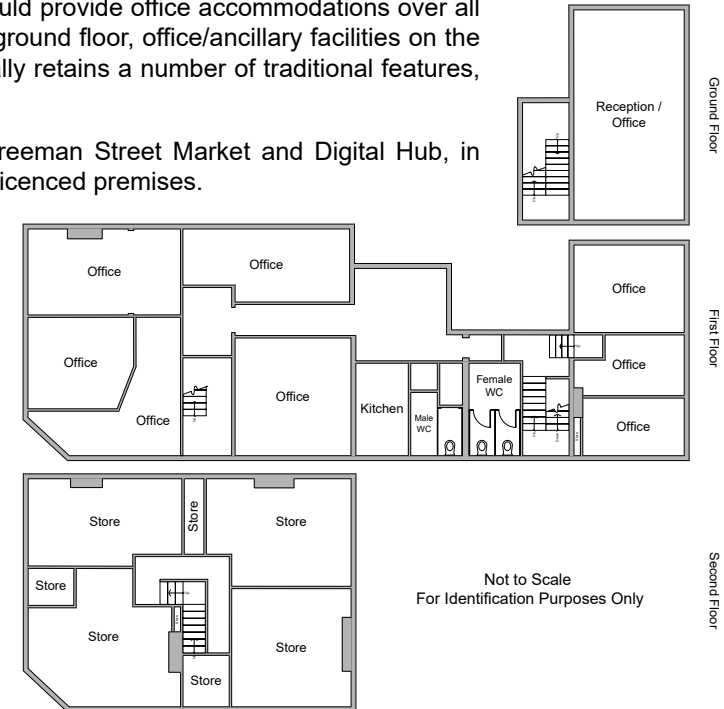 ould provide office accommodations over all
ground floor, office/ancillary facilities on the
ally retains a number of traditional features,
reeman Street Market and Digital Hub, in
icenced premises.
Reception /
Office
Ground Floor
Office
Office
Office
Office
Office
Office
Kitchen
Male
WC
Female
WC
Office
Office
Office
First Floor
Store
Store
Store
Store
Store
Store
Store
Second Floor
Not to Scale
For Identification Purposes Only